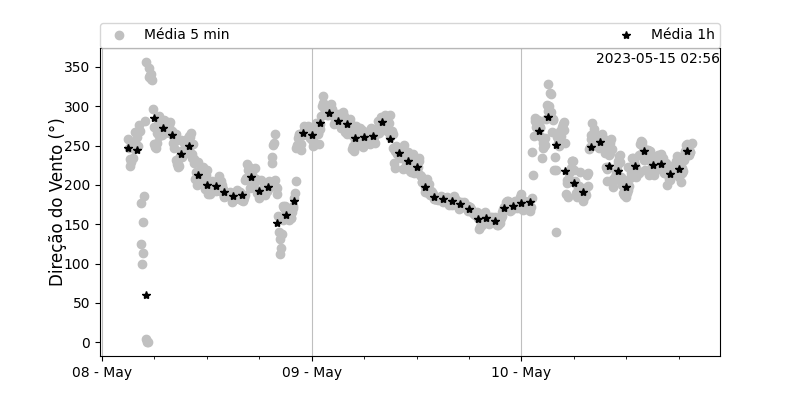 Média 5 min
Média 1h
2023-05-15 02:56
Direção do Vento (°)
350
300
250
200
150
100
50
0
08 - May
09 - May
10 - May